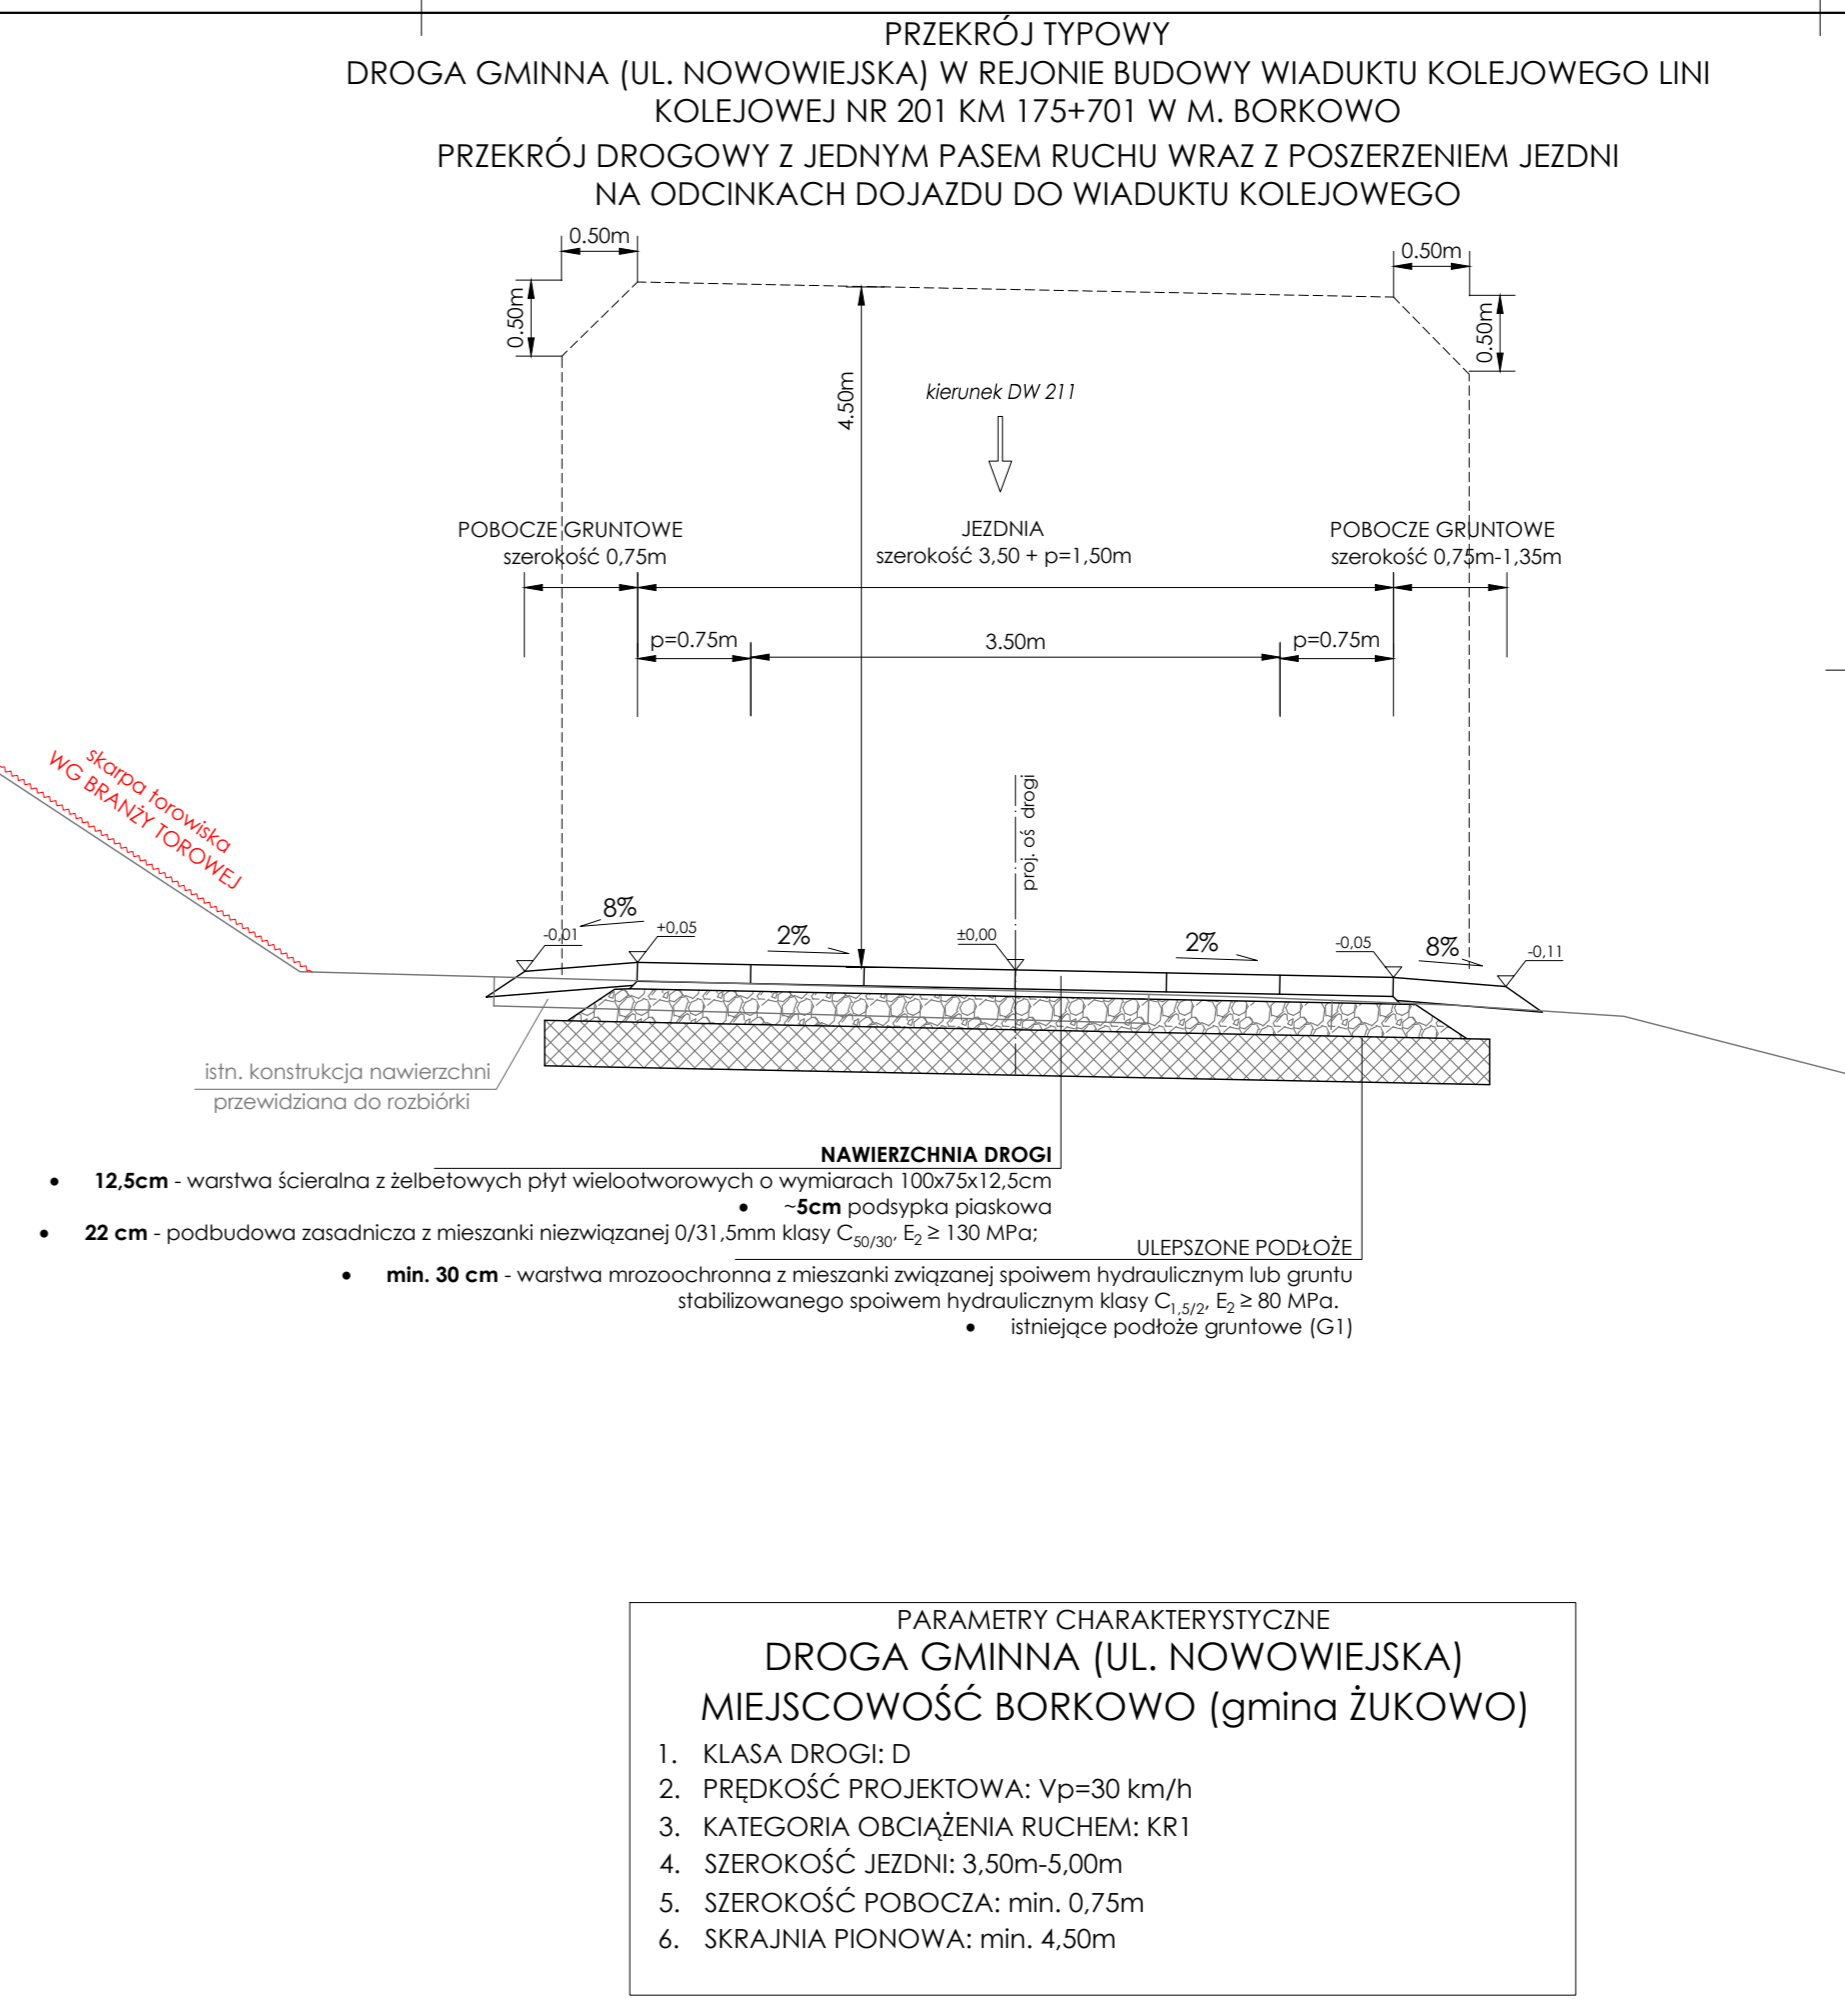 PRZEKRÓJ TYPOWY
DROGA GMINNA (UL. NOWOWIEJSKA) W REJONIE BUDOWY WIADUKTU KOLEJOWEGO LINI
KOLEJOWEJ NR 201 KM 175+701 W M. BORKOWO
PRZEKRÓJ DROGOWY Z JEDNYM PASEM RUCHU WRAZ Z POSZERZENIEM JEZDNI
NA ODCINKACH DOJAZDU DO WIADUKTU KOLEJOWEGO
0.50m
0.50m
0.50m
0.50m
4.50m
kierunek DW 211
POBOCZE GRUNTOWE
szerokość 0,75m
JEZDNIA
szerokość 3,50 + p=1,50m
POBOCZE GRUNTOWE
szerokość 0,75m-1,35m
p=0.75m
3.50m
p=0.75m
skarpa torowiska
WG BRANŻY TOROWEJ
proj. oś drogi
8%
-0,01
+0,05
2%
±0,00
2%
-0,05
8%
-0,11
istn. konstrukcja nawierzchni
przewidziana do rozbiórki
NAWIERZCHNIA DROGI
• 12,5cm - warstwa ścieralna z żelbetowych płyt wielootworowych o wymiarach 100x75x12,5cm
• ~5cm podsypka piaskowa
• 22 cm - podbudowa zasadnicza z mieszanki niezwiązanej 0/31,5mm klasy C50/30, E2 ≥ 130 MPa;
ULEPSZONE PODŁOŻE
• min. 30 cm - warstwa mrozoochronna z mieszanki związanej spoiwem hydraulicznym lub gruntu
stabilizowanego spoiwem hydraulicznym klasy C1,5/2, E2 ≥ 80 MPa.
• istniejące podłoże gruntowe (G1)
PARAMETRY CHARAKTERYSTYCZNE
DROGA GMINNA (UL. NOWOWIEJSKA)
MIEJSCOWOŚĆ BORKOWO (gmina ŻUKOWO)
1. KLASA DROGI: D
2. PRĘDKOŚĆ PROJEKTOWA: Vp=30 km/h
3. KATEGORIA OBCIĄŻENIA RUCHEM: KR1
4. SZEROKOŚĆ JEZDNI: 3,50m-5,00m
5. SZEROKOŚĆ POBOCZA: min. 0,75m
6. SKRAJNIA PIONOWA: min. 4,50m